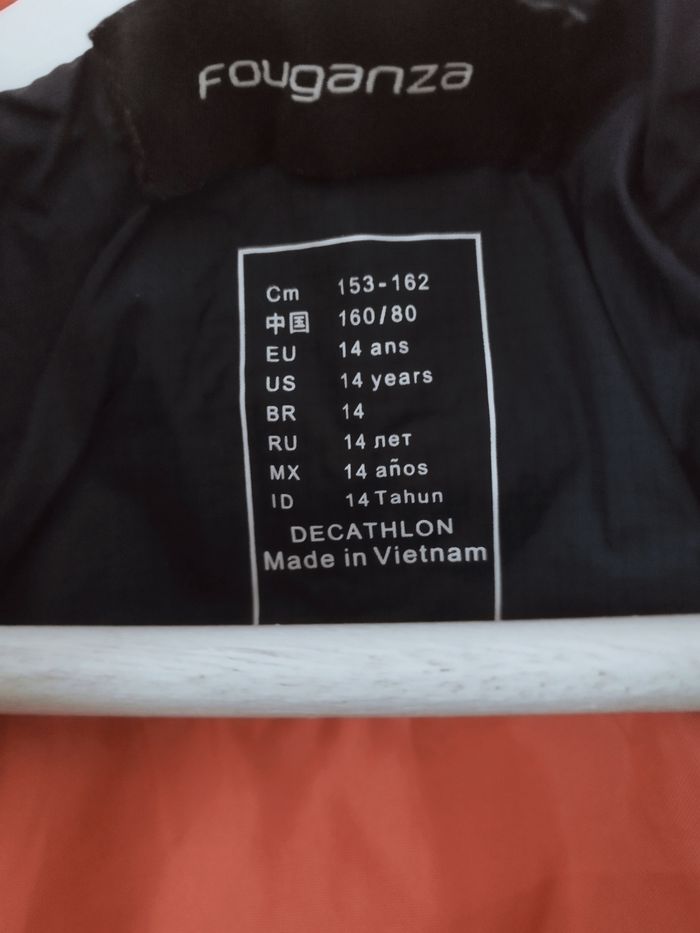 FOUGANZA
Cm 153-162
中国 160/80
EU 14 ans
US 14 years
BR 14
RU 14 лет
MX 14 años
ID 14 Tahun
DECATHLON
Made in Vietnam